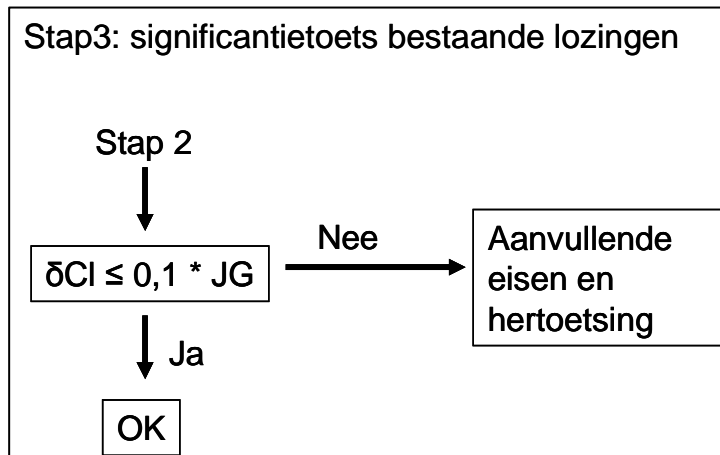 Stap3: significantietoets bestaande lozingen
Stap 2
Nee
δCl ≤ 0,1 * JG
Aanvullende
eisen en
hertoetsing
Ja
OK